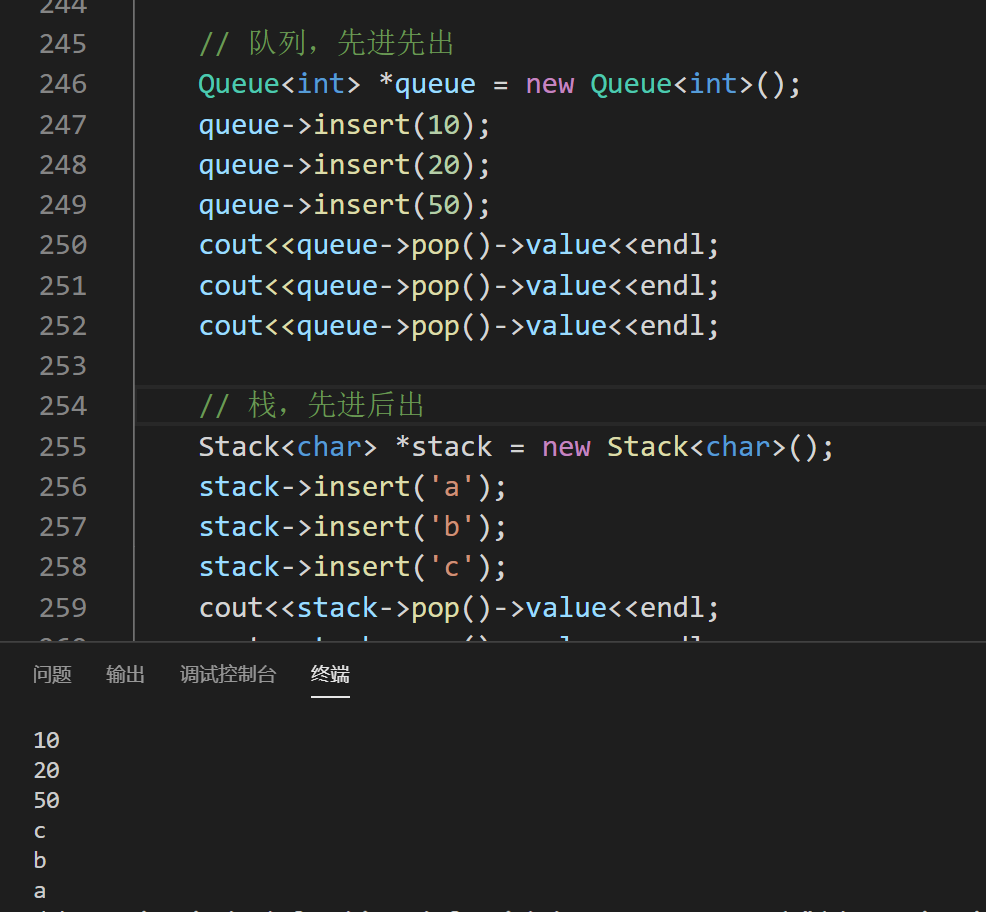 244
245 // 队列，先进先出
246 Queue<int> *queue = new Queue<int>();
247 queue->insert(10);
248 queue->insert(20);
249 queue->insert(50);
250 cout<<queue->pop()->value<<endl;
251 cout<<queue->pop()->value<<endl;
252 cout<<queue->pop()->value<<endl;
253
254 // 栈，先进后出
255 Stack<char> *stack = new Stack<char>();
256 stack->insert('a');
257 stack->insert('b');
258 stack->insert('c');
259 cout<<stack->pop()->value<<endl;
问题 输出 调试控制台 终端
10
20
50
c
b
a